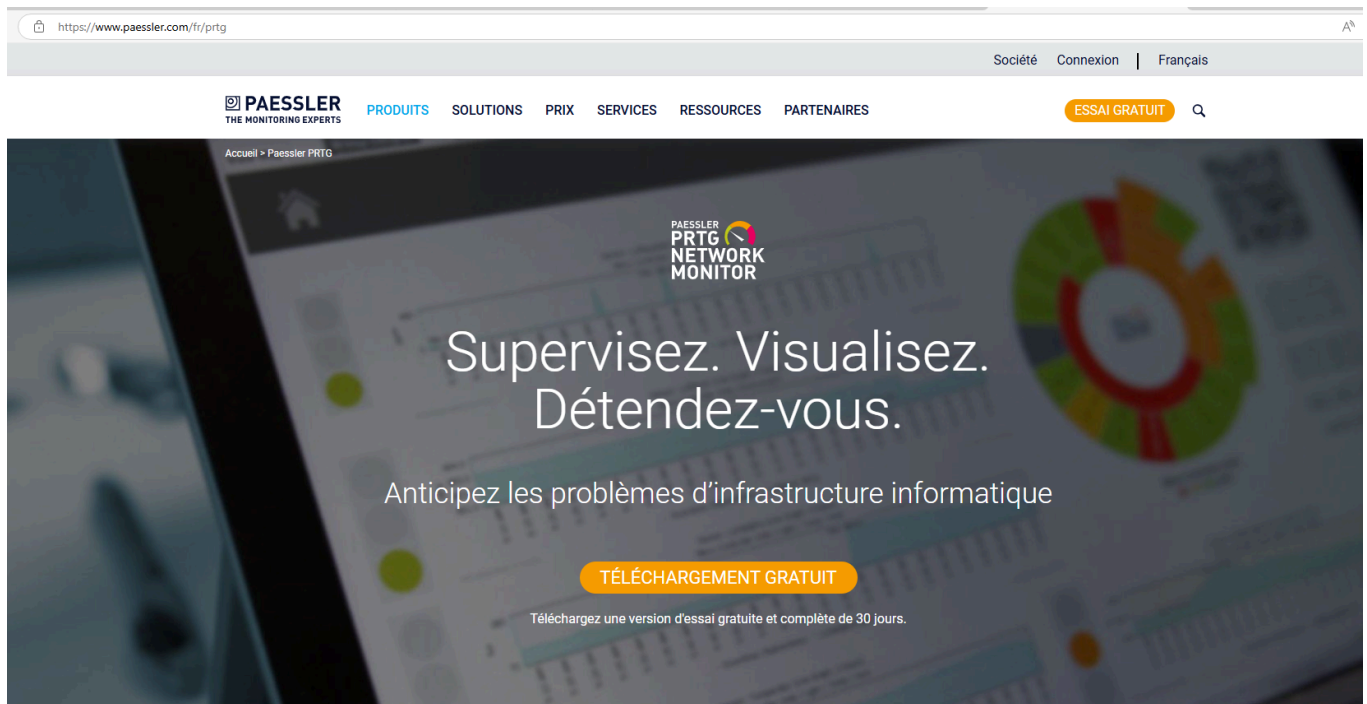 https://www.paessler.com/fr/prtg
A
Société Connexion | Français
PAESSLER
THE MONITORING EXPERTS
PRODUITS SOLUTIONS PRIX SERVICES RESSOURCES PARTENAIRES
ESSAI GRATUIT
Accueil > Paessler PRTG
PAESSLER
PRTG
NETWORK
MONITOR
Supervisez. Visualisez.
Détendez-vous.
Anticipez les problèmes d’infrastructure informatique
TÉLÉCHARGEMENT GRATUIT
Téléchargez une version d'essai gratuite et complète de 30 jours.